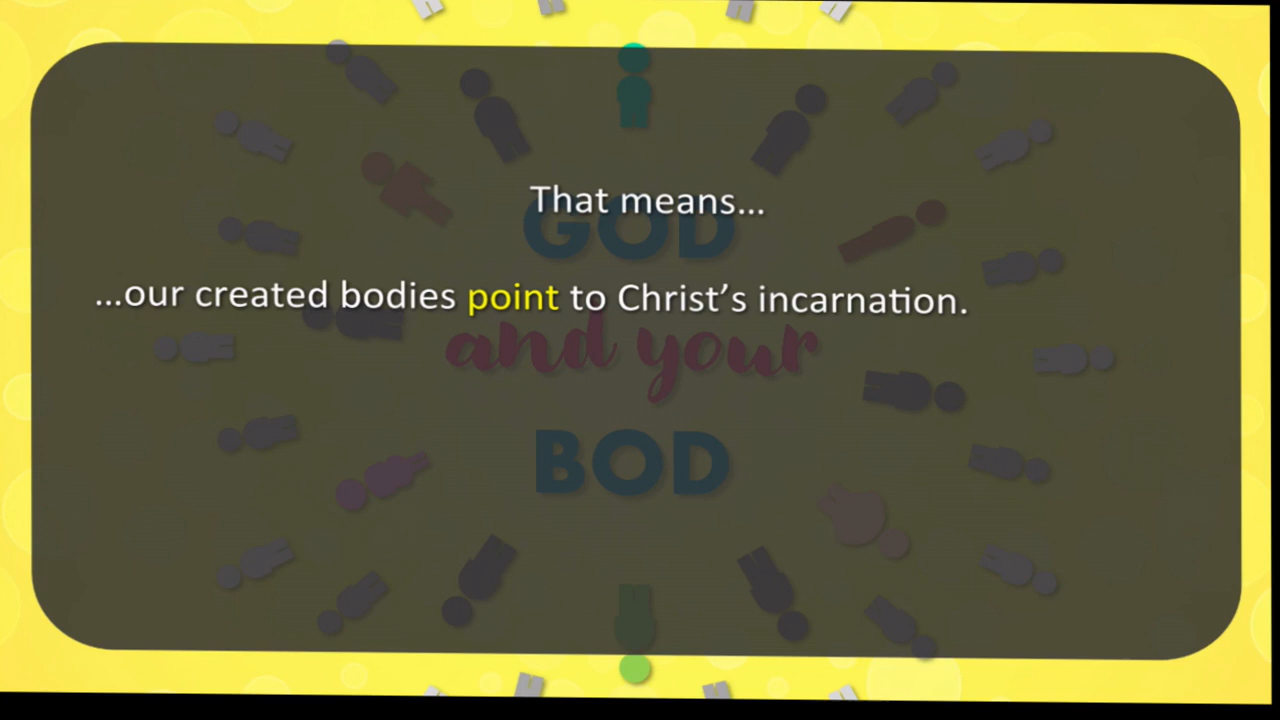 That means...
GOD
...our created bodies point to Christ’s incarnation.
and your
BOD